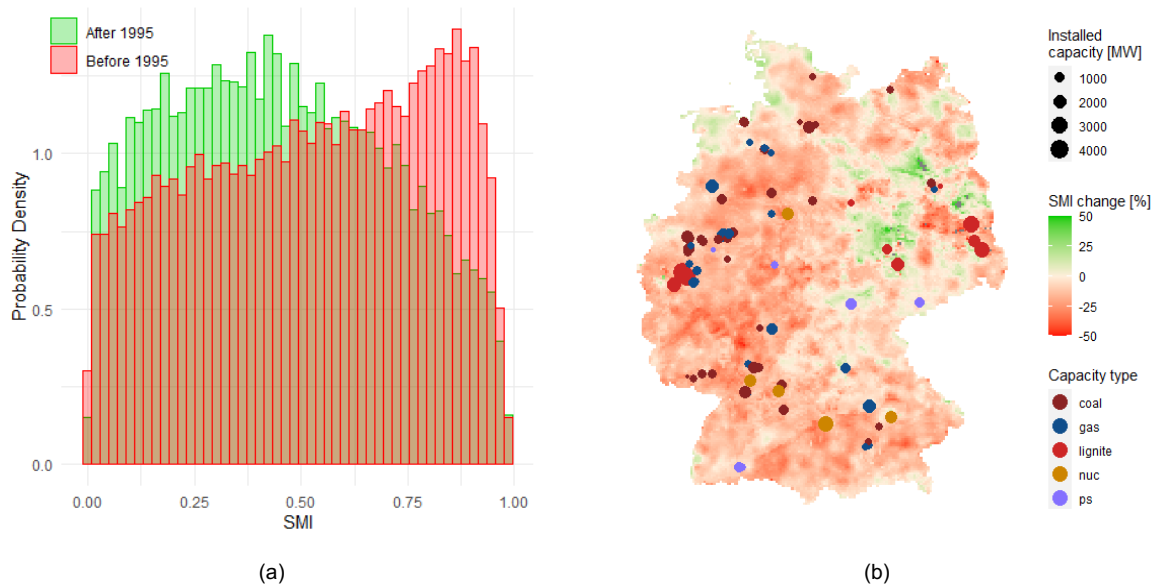 After 1995
Before 1995
Probability Density
1.0
0.5
0.0
0.00
0.25
0.50
0.75
1.00
SMI
(a)
Installed
capacity [MW]
1000
2000
3000
4000
SMI change [%]
50
25
0
-25
-50
Capacity type
coal
gas
lignite
nuc
ps
(b)